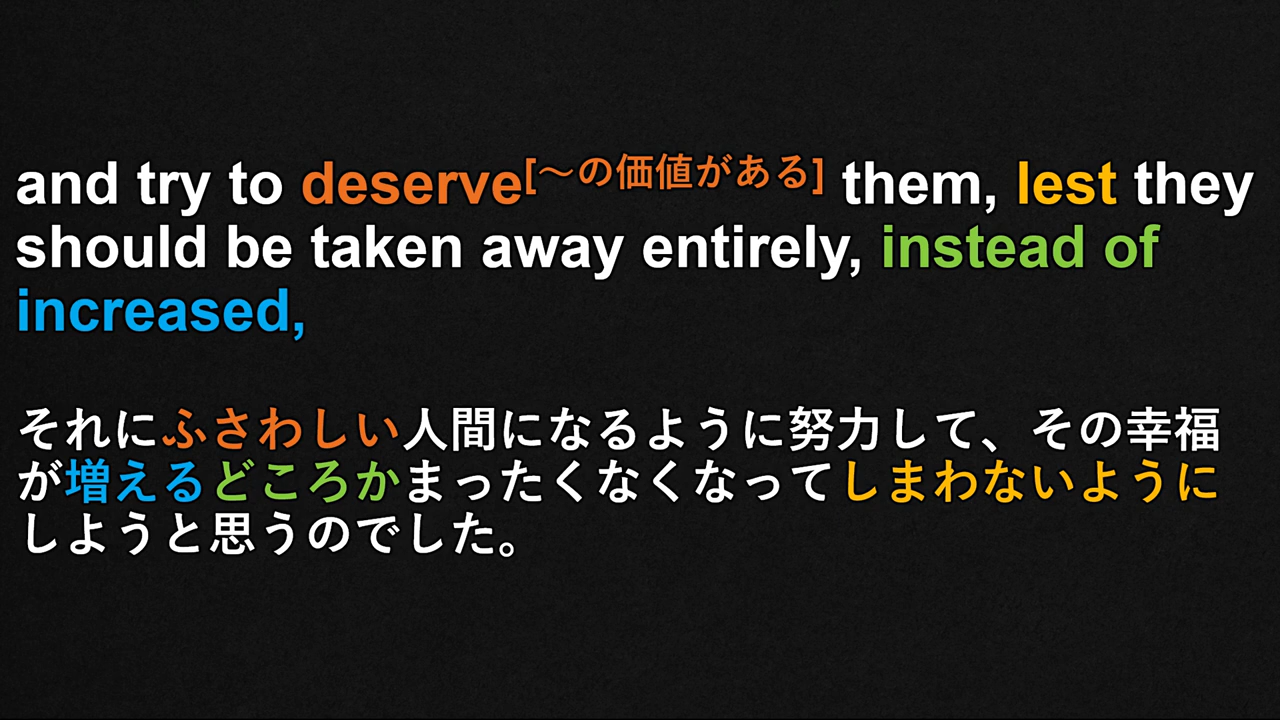 and try to deserve[～の価値がある] them, lest they
should be taken away entirely, instead of
increased,
それにふさわしい人間になるように努力して、その幸福
が増えるどころかまったくなくなってしまわないように
しようと思うのでした。